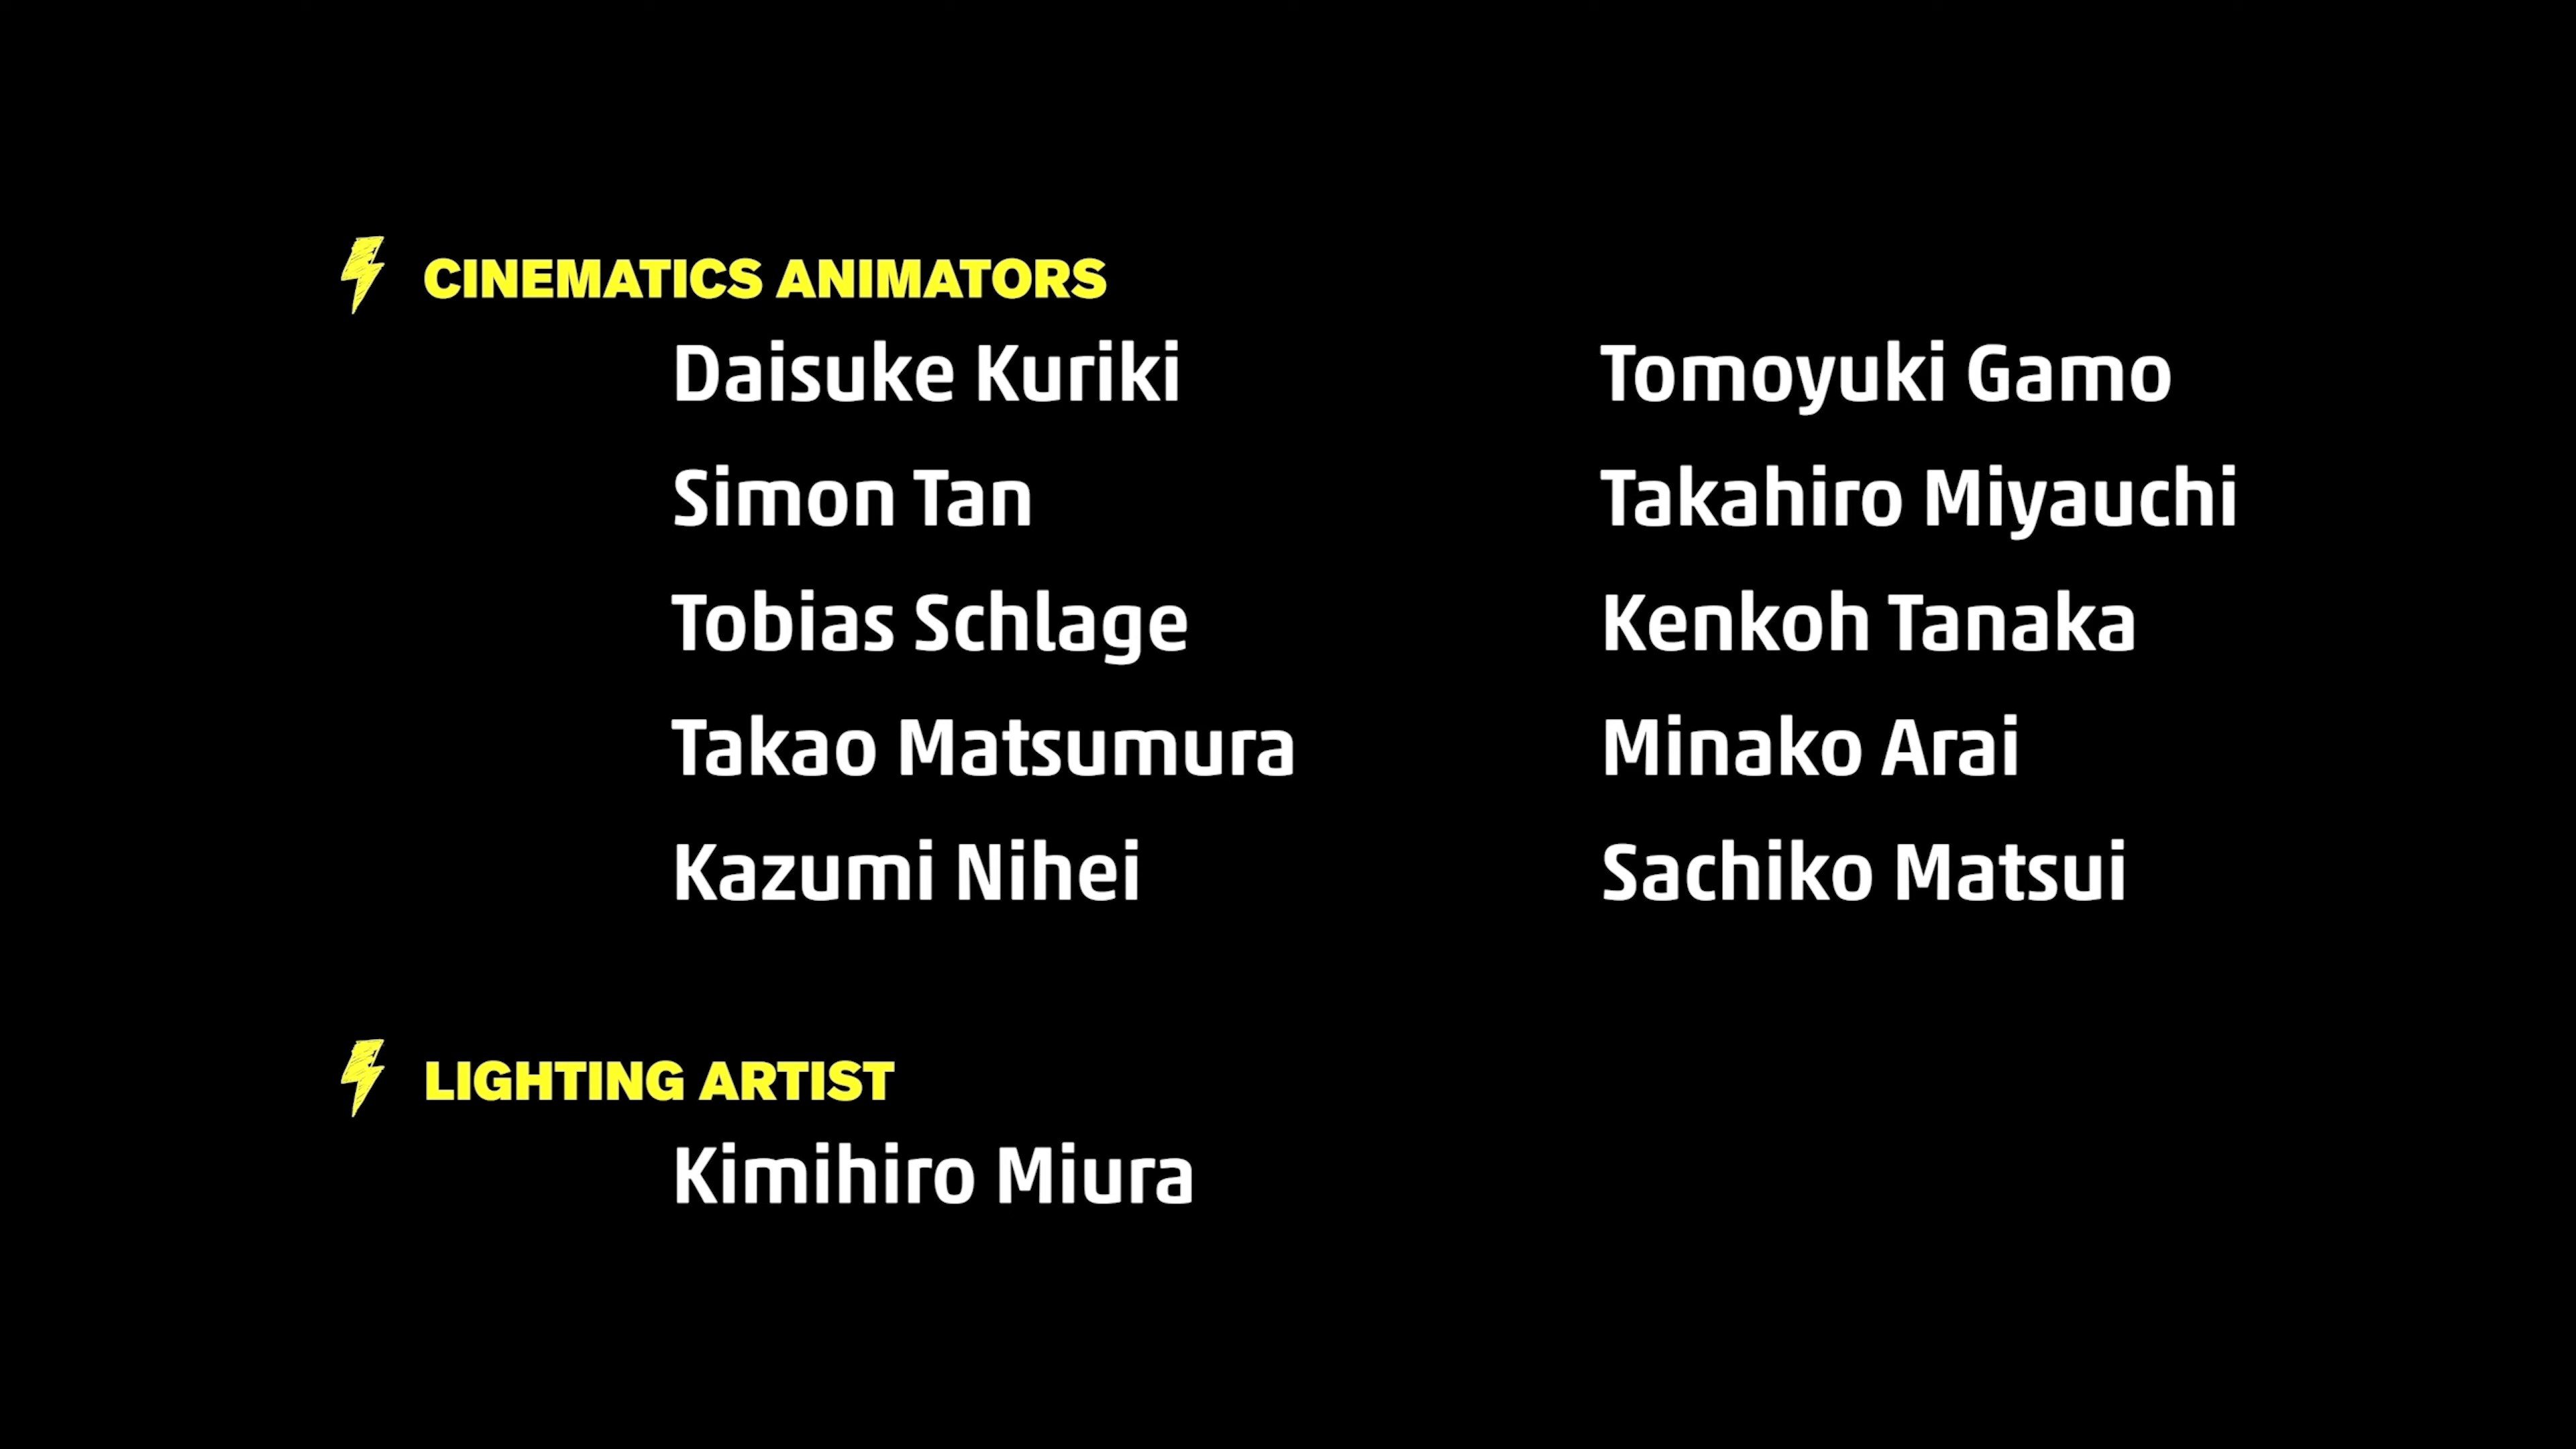 CINEMATICS ANIMATORS
Daisuke Kuriki
Tomoyuki Gamo
Simon Tan
Takahiro Miyauchi
Tobias Schlage
Kenkoh Tanaka
Takao Matsumura
Minako Arai
Kazumi Nihei
Sachiko Matsui
LIGHTING ARTIST
Kimihiro Miura